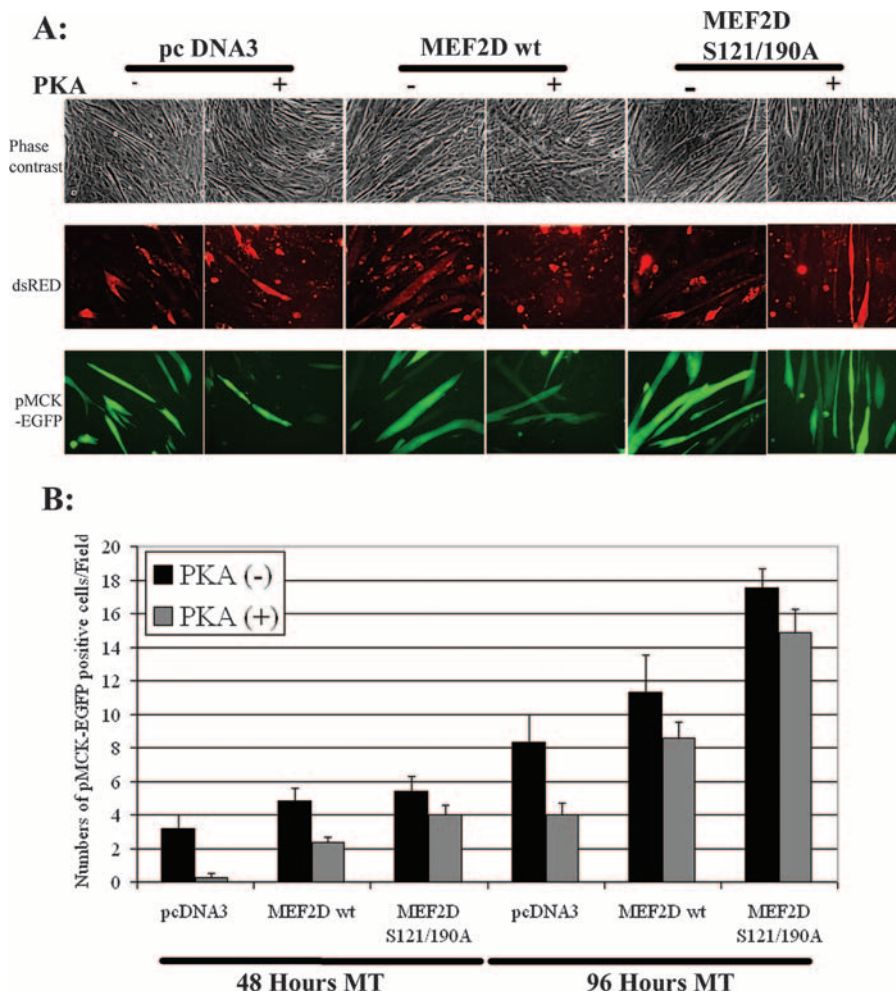 A:
pc DNA3
MEF2D wt
MEF2D
S121/190A
PKA
- + - + - +
Phase
contrast
dsRED
pMCK
-EGFP
B:
Numbers of pMCK-EGFP positive cells/Field
20
18
16
14
12
10
8
6
4
2
0
PKA (-)
PKA (+)
pcDNA3
MEF2D wt
MEF2D
S121/190A
pcDNA3
MEF2D wt
MEF2D
S121/190A
48 Hours MT
96 Hours MT